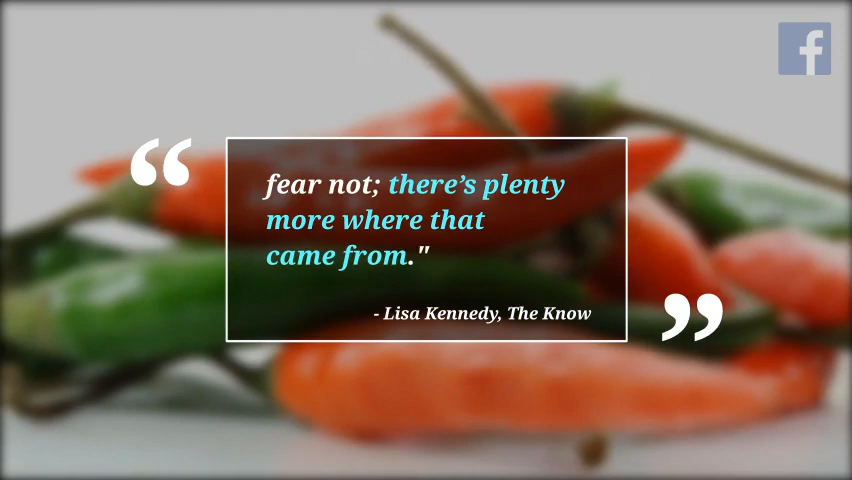 fear not; there’s plenty
more where that
came from."
- Lisa Kennedy, The Know